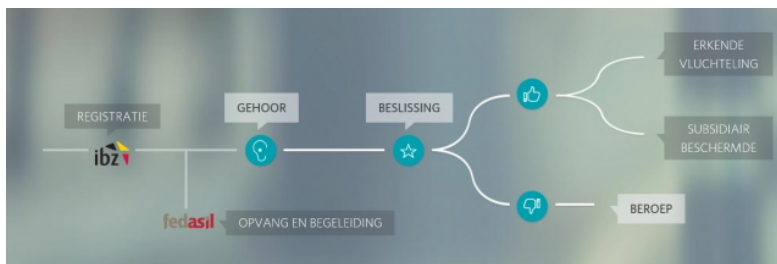 REGISTRATIE
ibz
fedasil
OPVANG EN BEGELEIDING
GEHOOR
BESLISSING
ERKENDE
VLUCHTELING
SUBSIDIAIR
BESCHERMDE
BEROEP